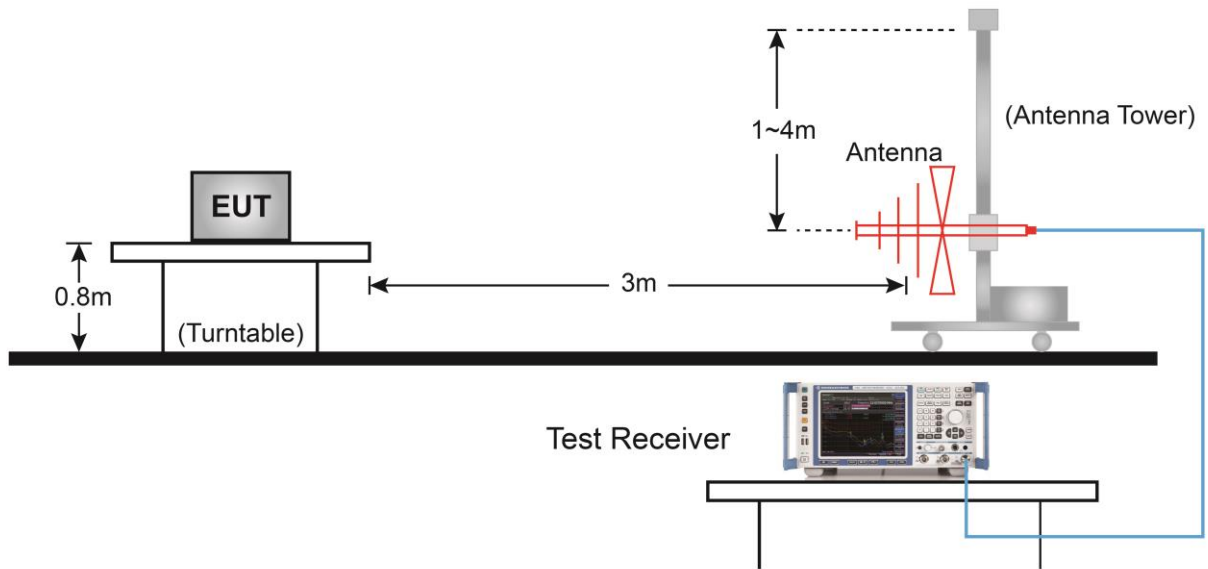 1~4m
(Antenna Tower)
Antenna
EUT
0.8m
3m
(Turntable)
Test Receiver